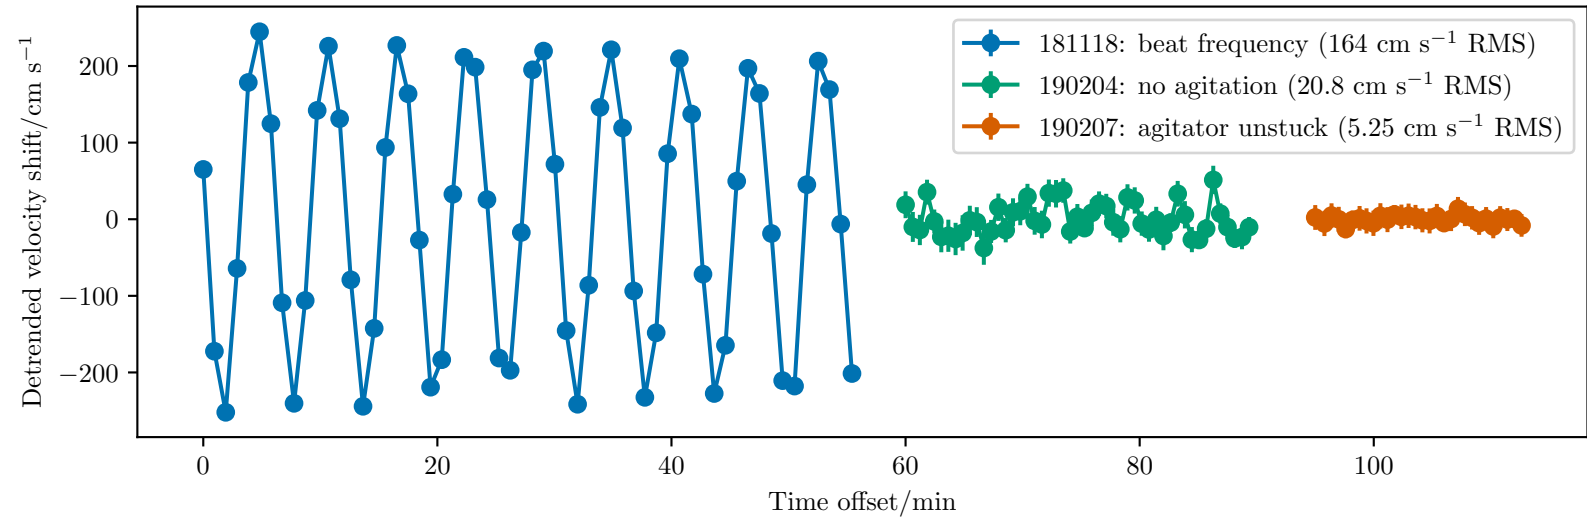 Detrended velocity shift/cm s⁻¹
200
100
0
−100
−200
181118: beat frequency (164 cm s⁻¹ RMS)
190204: no agitation (20.8 cm s⁻¹ RMS)
190207: agitator unstuck (5.25 cm s⁻¹ RMS)
0 20 40 60 80 100
Time offset/min